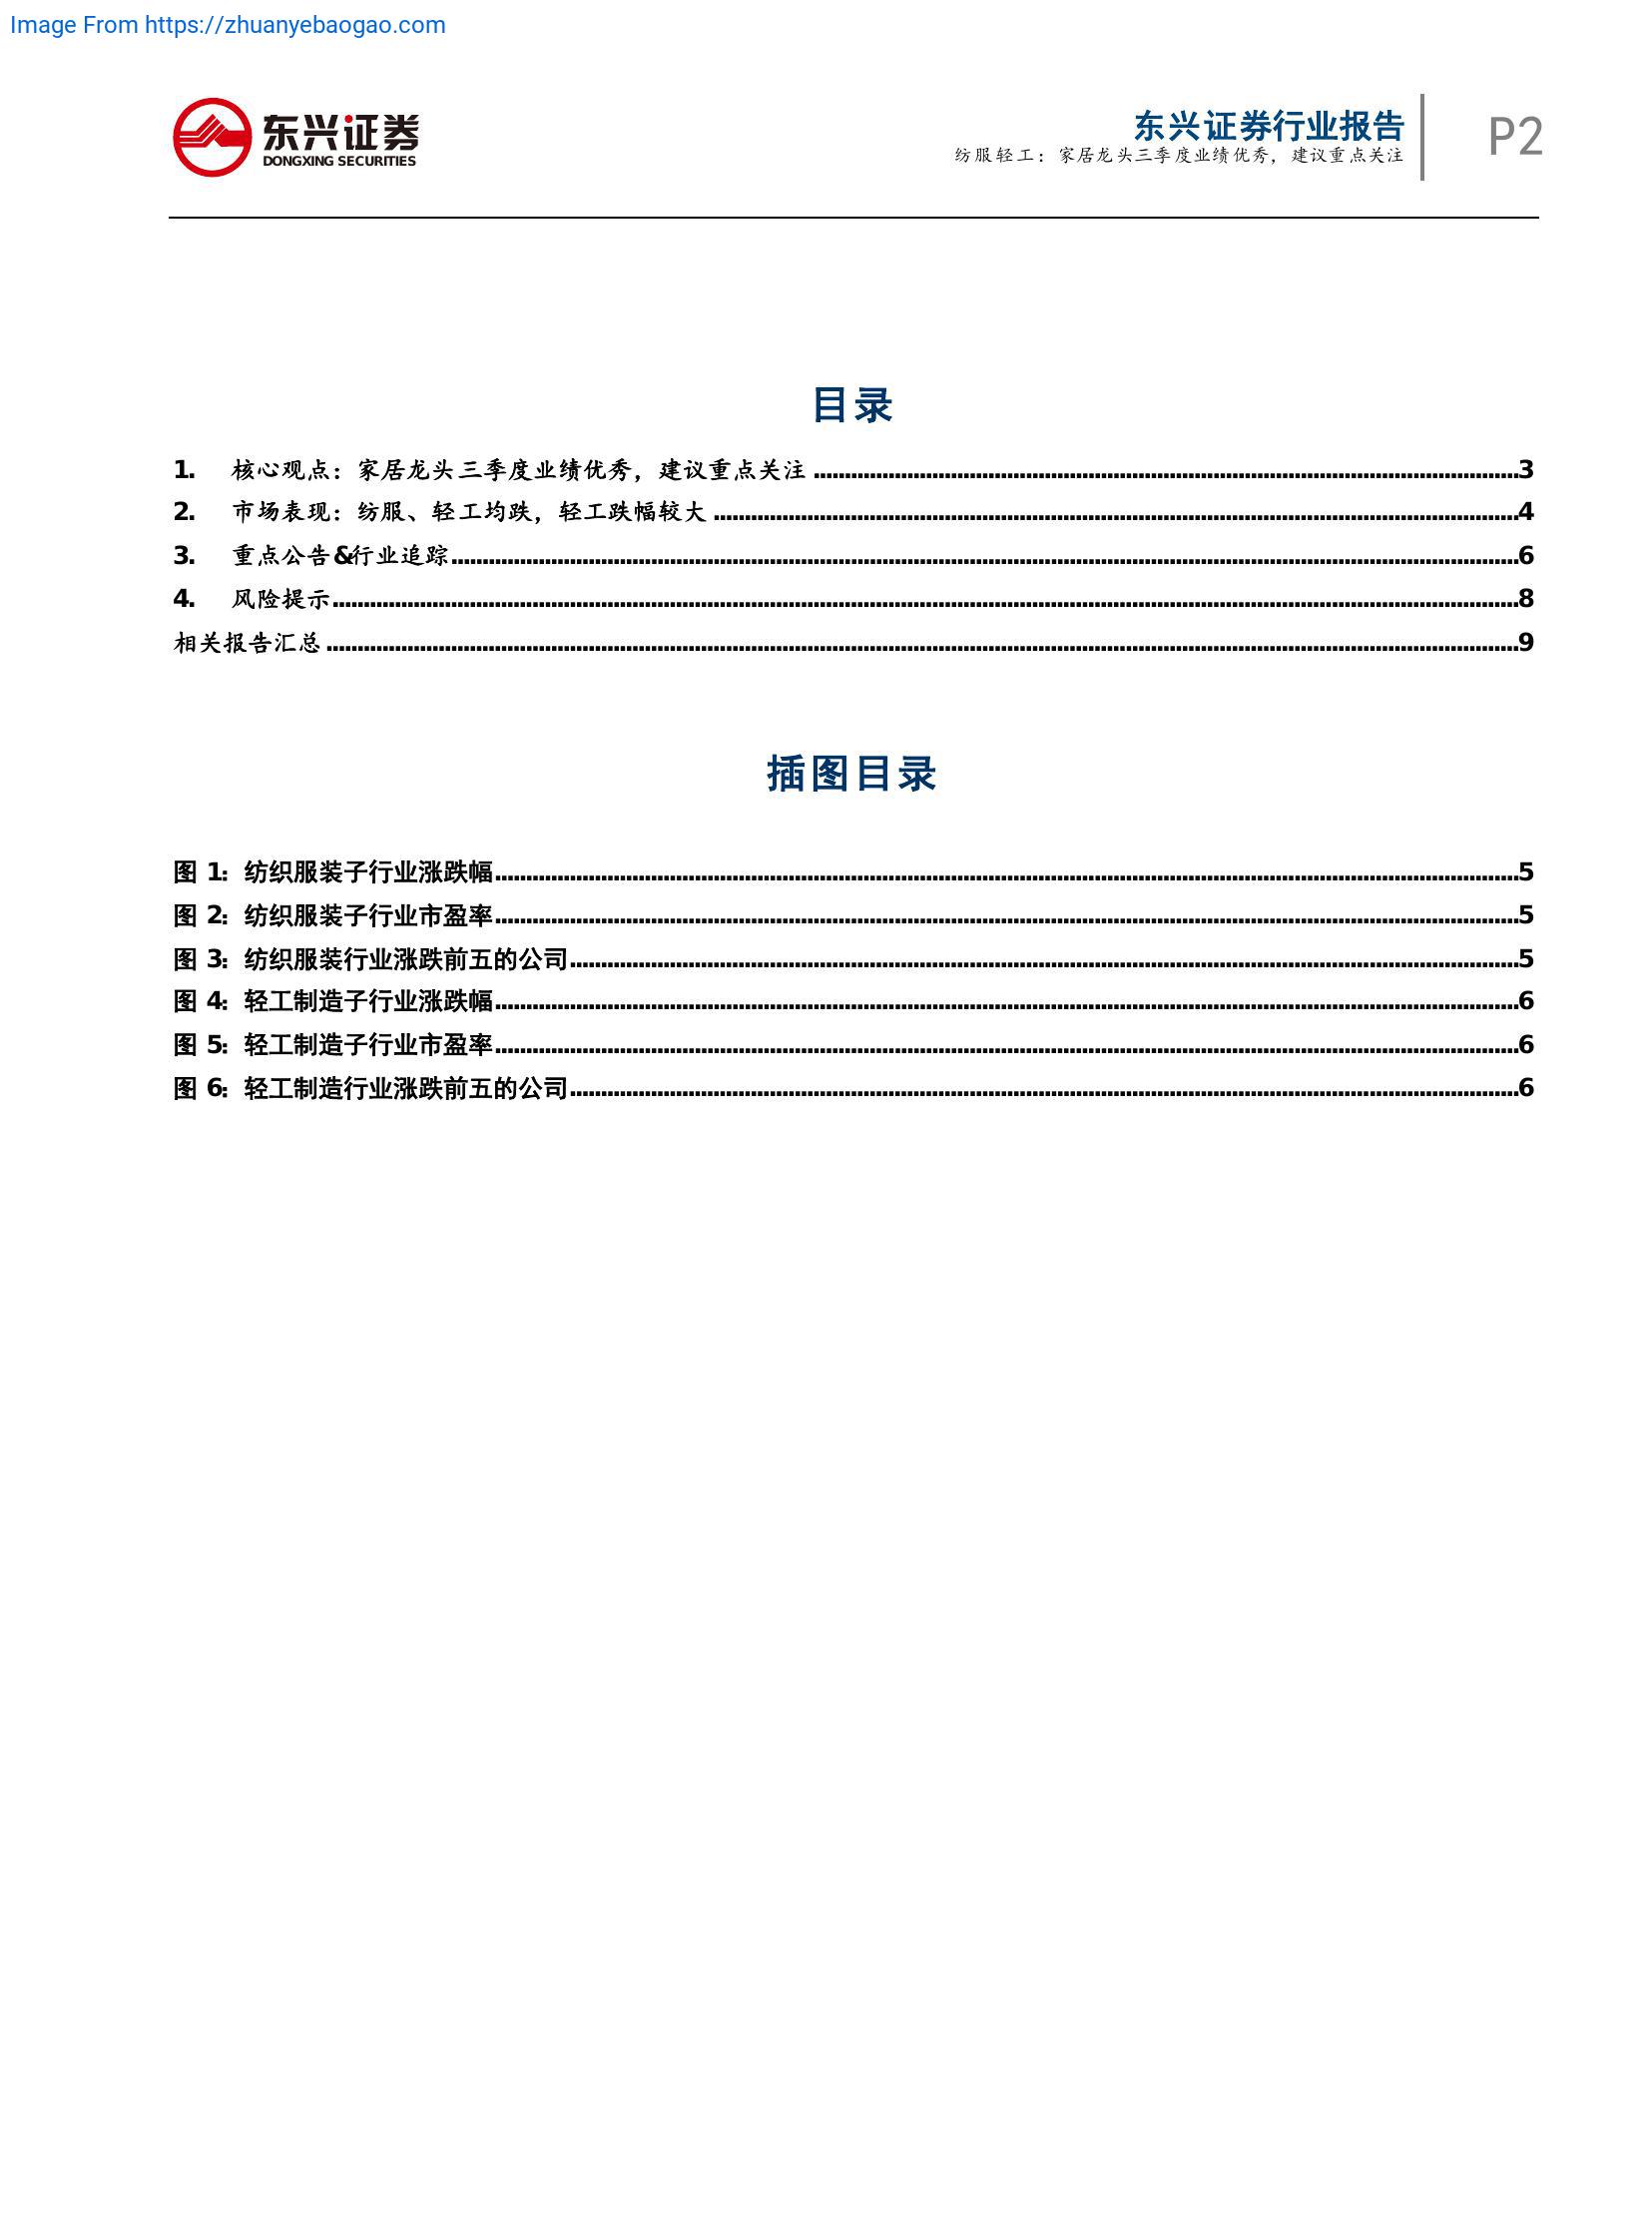 Image From https://zhuanyebaogao.com
东兴证券
DONGXING SECURITIES
东兴证券行业报告
纺服轻工：家居龙头三季度业绩优秀，建议重点关注
P2
目录
1. 核心观点：家居龙头三季度业绩优秀，建议重点关注 3
2. 市场表现：纺服、轻工均跌，轻工跌幅较大 4
3. 重点公告&行业追踪 6
4. 风险提示 8
相关报告汇总 9
插图目录
图 1：纺织服装子行业涨跌幅 5
图 2：纺织服装子行业市盈率 5
图 3：纺织服装行业涨跌前五的公司 5
图 4：轻工制造子行业涨跌幅 6
图 5：轻工制造子行业市盈率 6
图 6：轻工制造行业涨跌前五的公司 6